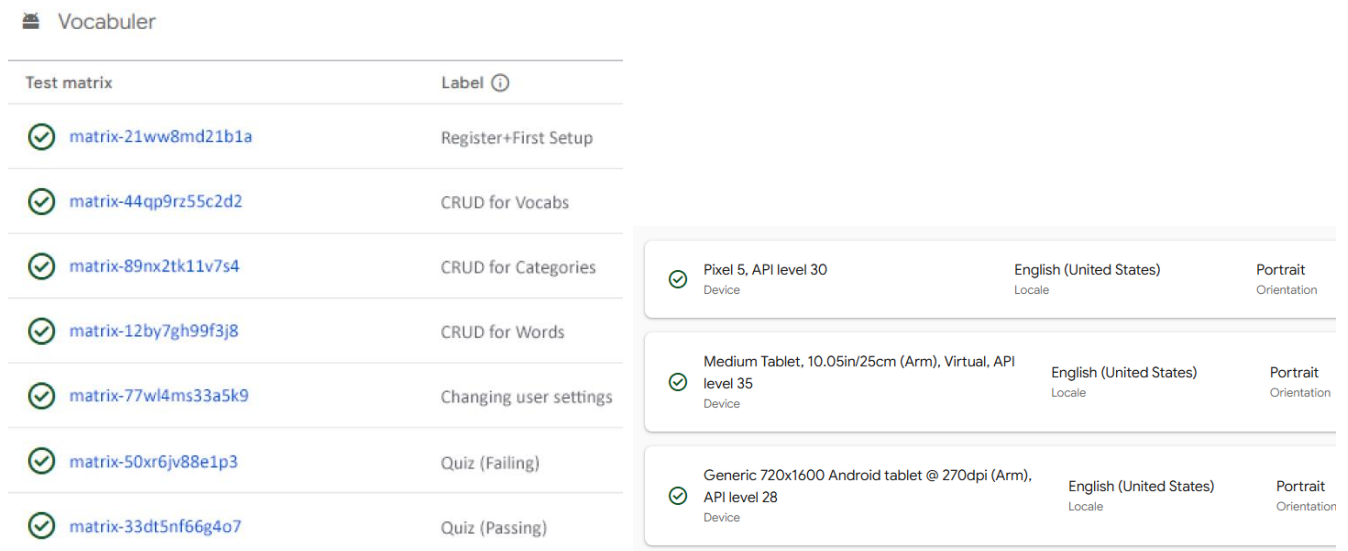 Vocabuler
Test matrix Label
matrix-21ww8md21b1a Register+First Setup
matrix-44qp9rz55c2d2 CRUD for Vocabs
matrix-89nx2tk11v7s4 CRUD for Categories
matrix-12by7gh99f3j8 CRUD for Words
matrix-77wl4ms33a5k9 Changing user settings
matrix-50xr6jv88e1p3 Quiz (Failing)
matrix-33dt5nf66g4o7 Quiz (Passing)
Pixel 5, API level 30 English (United States) Portrait
Device Locale Orientation
Medium Tablet, 10.05in/25cm (Arm), Virtual, API
level 35 English (United States) Portrait
Device Locale Orientation
Generic 720x1600 Android tablet @ 270dpi (Arm),
API level 28 English (United States) Portrait
Device Locale Orientation